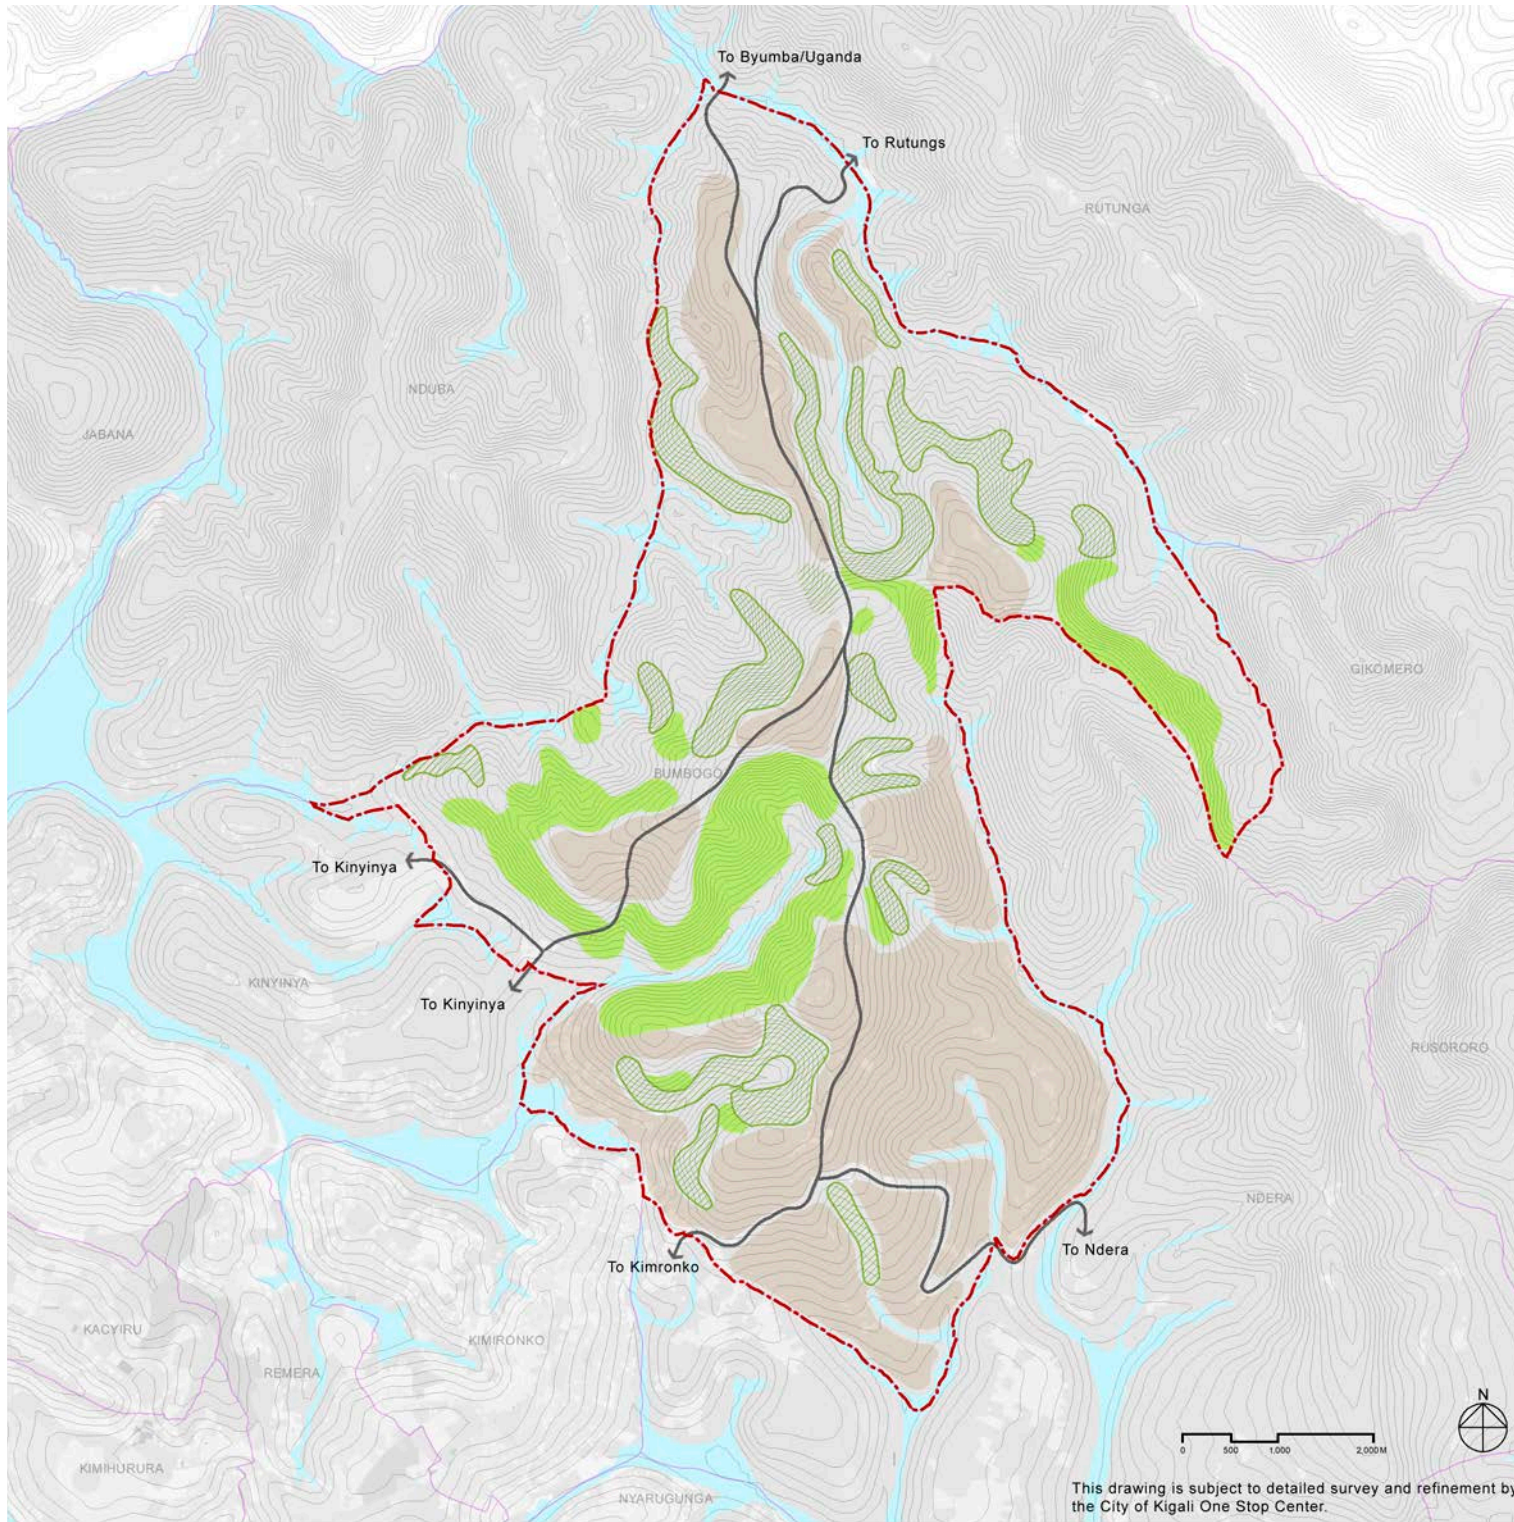 To Byumba/Uganda
To Rutungs
RUTUNGA
NDUBA
JABANA
GIKOMERO
BUMBOGO
To Kinyinya
KINYINYA
To Kinyinya
RUSORORO
NDERA
To Ndera
To Kimronko
KACYIRU
KIMIRONKO
REMERA
N
0 500 1,000 2,000M
KIMIHURURA
This drawing is subject to detailed survey and refinement by
the City of Kigali One Stop Center.
NYARUGUNGA